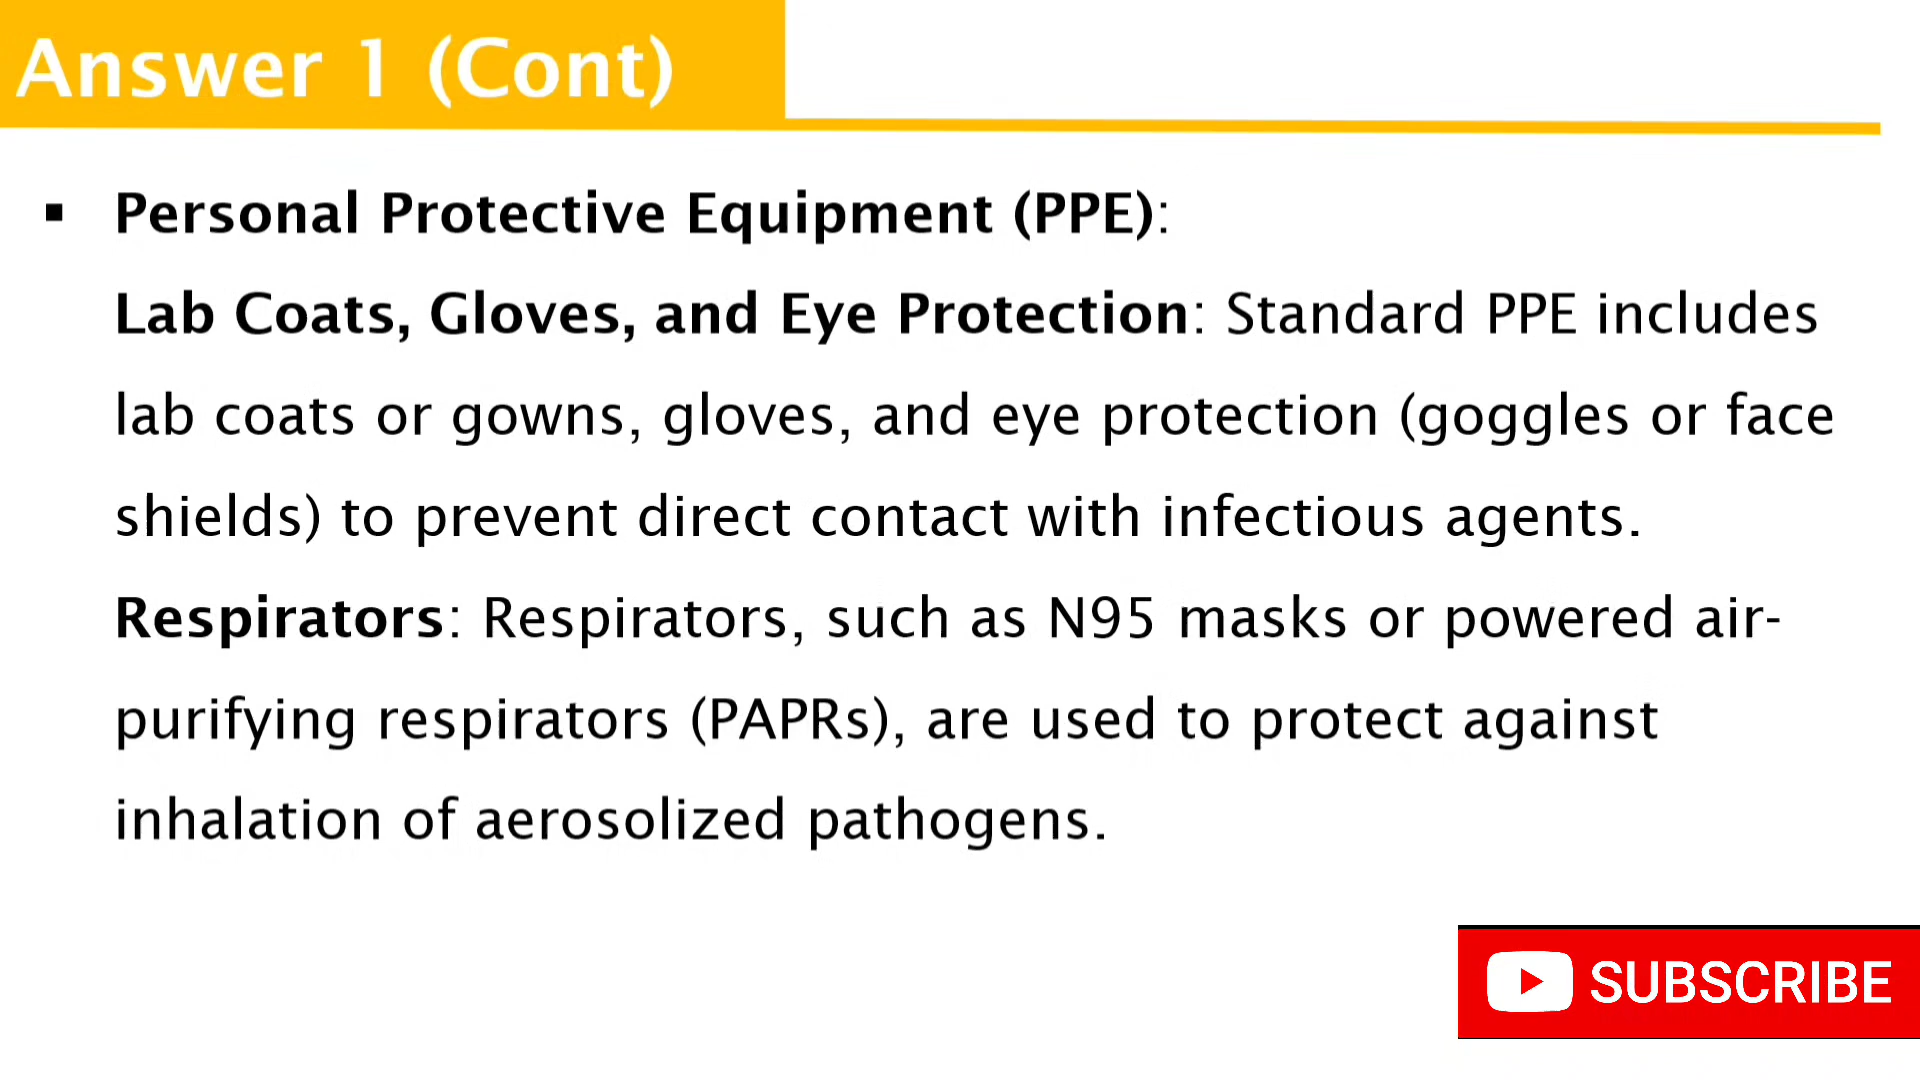 Answer 1 (Cont)
▪ Personal Protective Equipment (PPE):
Lab Coats, Gloves, and Eye Protection: Standard PPE includes
lab coats or gowns, gloves, and eye protection (goggles or face
shields) to prevent direct contact with infectious agents.
Respirators: Respirators, such as N95 masks or powered air-
purifying respirators (PAPRs), are used to protect against
inhalation of aerosolized pathogens.
SUBSCRIBE